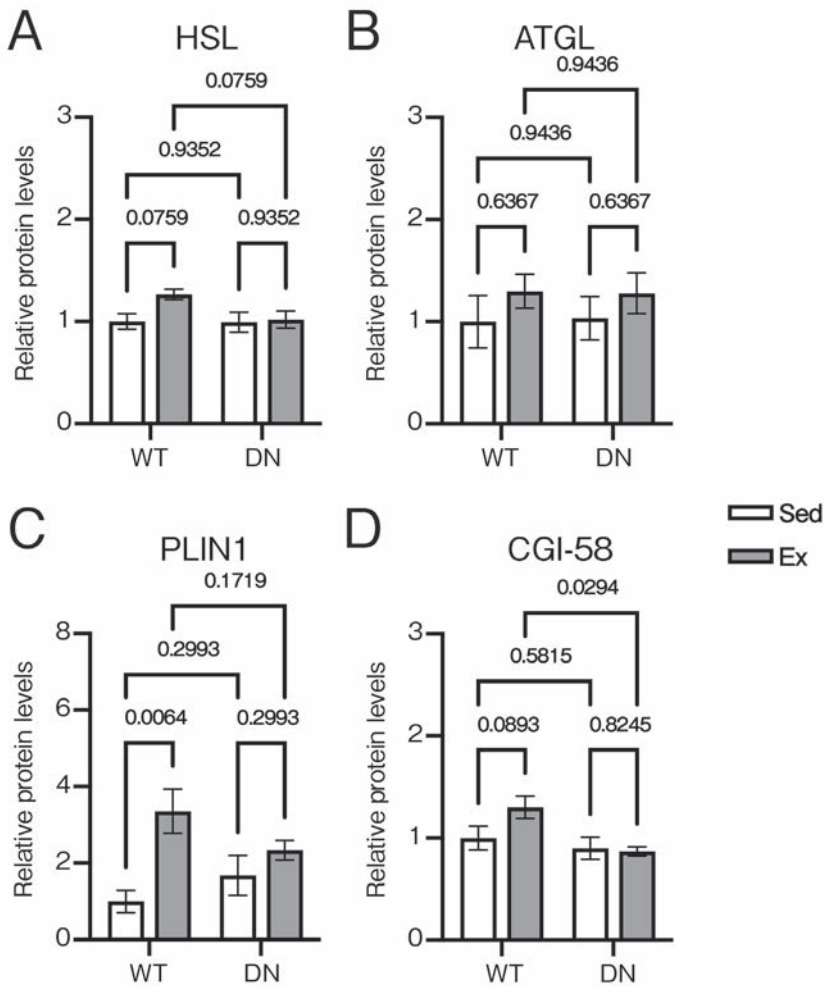 A
HSL
0.0759
0.9352
0.0759
0.9352
3
2
1
0
Relative protein levels
WT
DN
B
ATGL
0.9436
0.9436
0.6367
0.6367
3
2
1
0
Relative protein levels
WT
DN
C
PLIN1
0.1719
0.2993
0.0064
0.2993
8
6
4
2
0
Relative protein levels
WT
DN
D
CGI-58
0.0294
0.5815
0.0893
0.8245
3
2
1
0
Relative protein levels
WT
DN
Sed
Ex